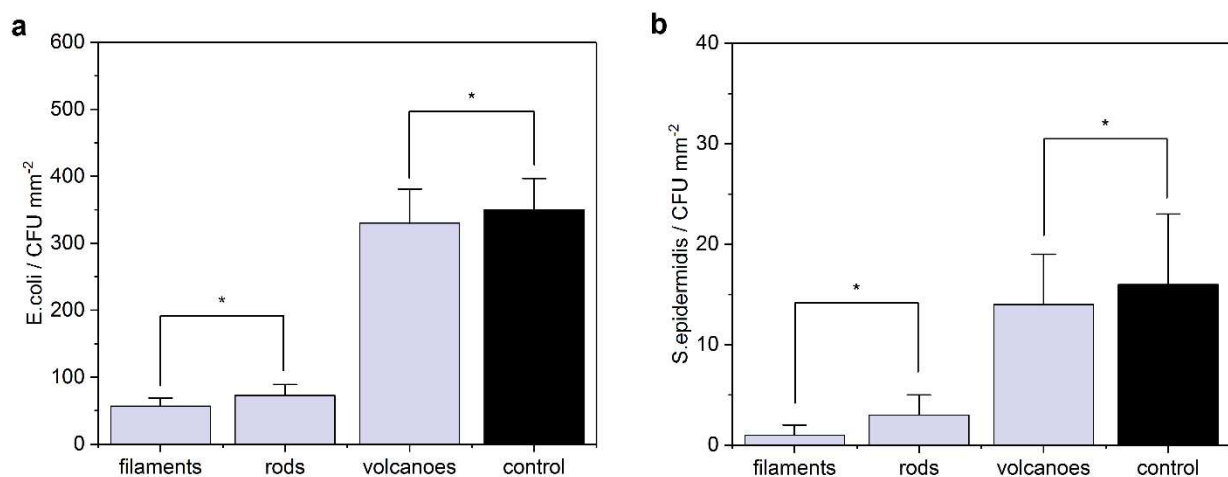 a
600
500
400
300
200
100
0
E.coli / CFU mm⁻²
*
*
filaments rods volcanoes control
b
40
30
20
10
0
S.epidermidis / CFU mm⁻²
*
*
filaments rods volcanoes control